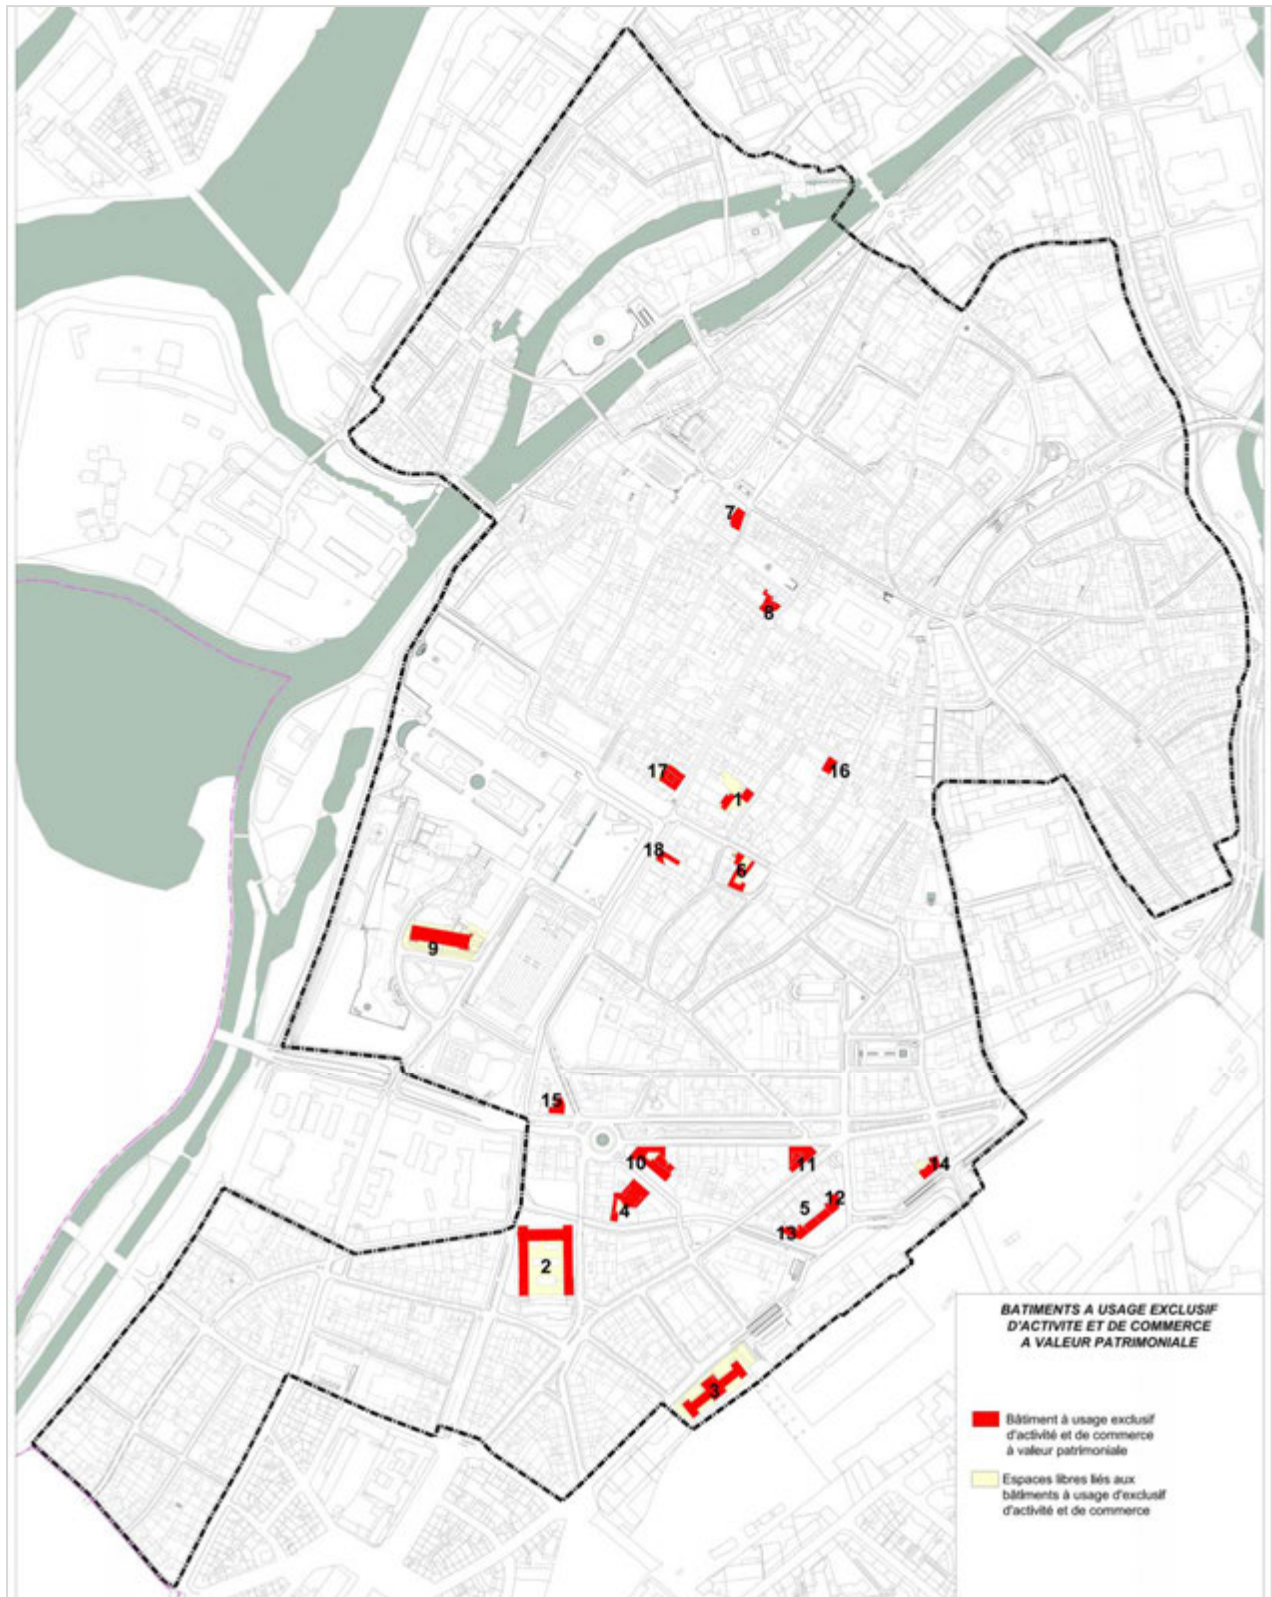 7
8
17
16
1
18
6
9
15
10
11
14
4
12
5
13
2
3
BATIMENTS A USAGE EXCLUSIF
D'ACTIVITE ET DE COMMERCE
A VALEUR PATRIMONIALE
Bâtiment à usage exclusif
d'activité et de commerce
à valeur patrimoniale
Espaces libres liés aux
bâtiments à usage d'exclusif
d'activité et de commerce